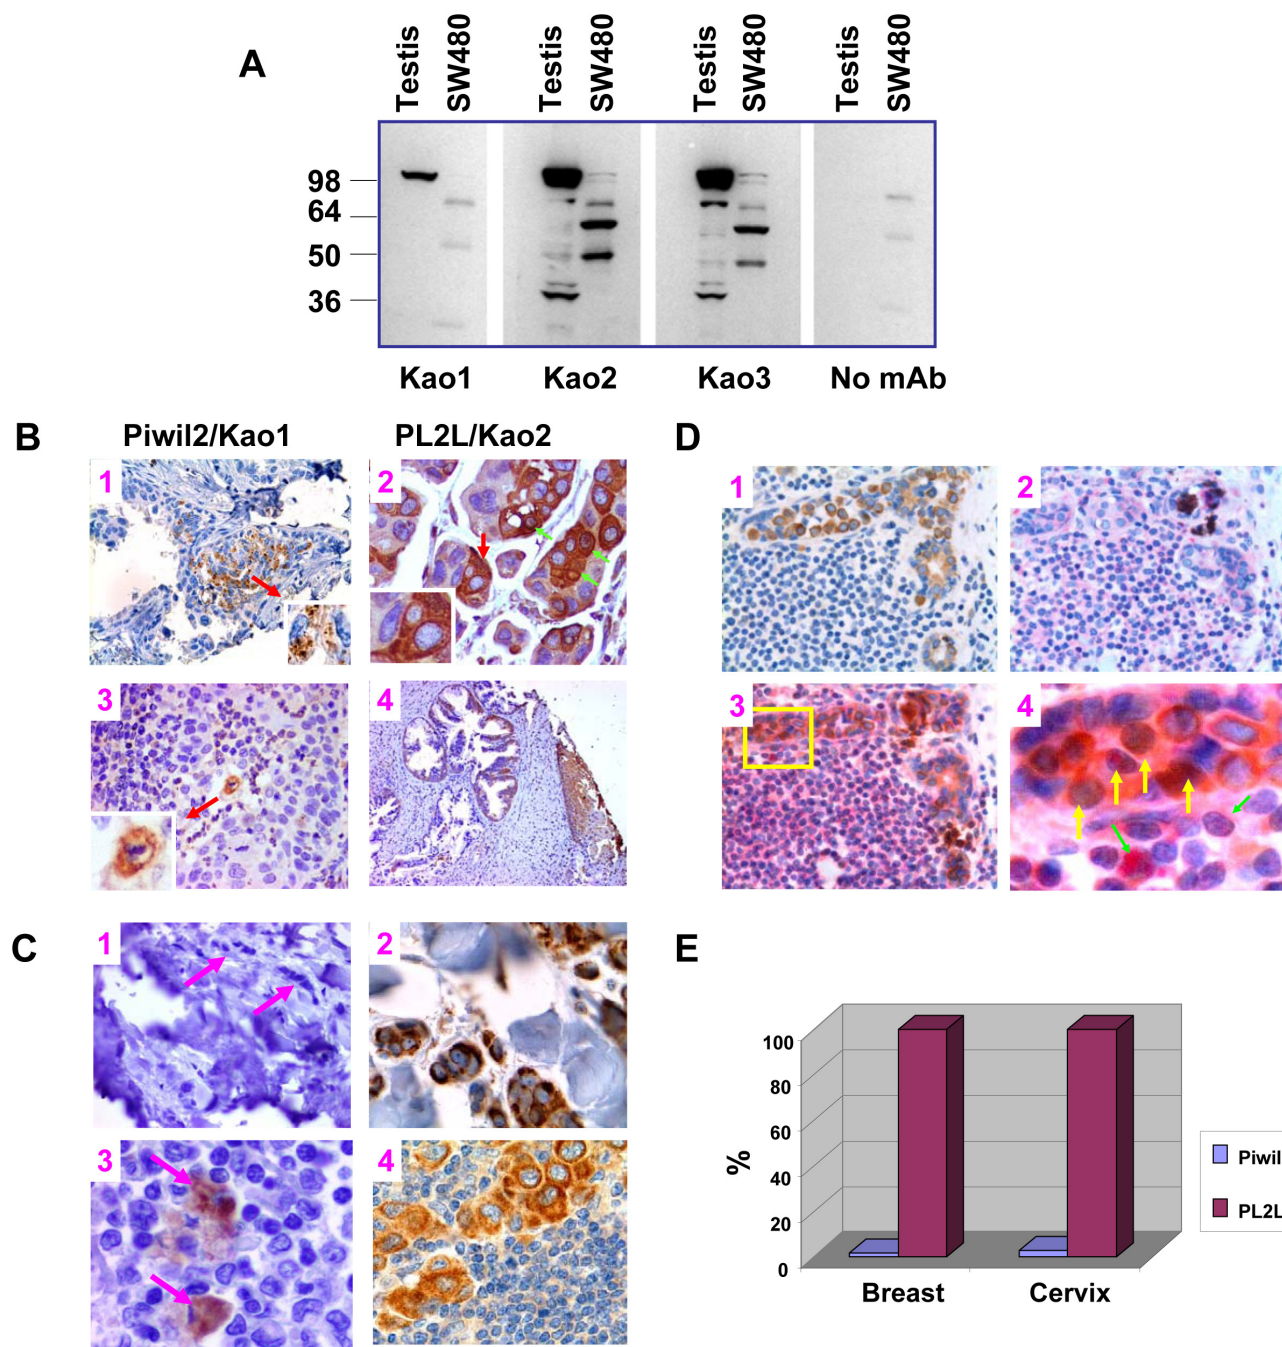 A
Testis
SW480
Testis
SW480
Testis
SW480
Testis
SW480
98
64
50
36
Kao1
Kao2
Kao3
No mAb
B
Piwil2/Kao1
PL2L/Kao2
1
2
3
4
C
1
2
3
4
D
1
2
3
4
E
100
80
60
40
20
0
%
Breast
Cervix
Piwil
PL2L